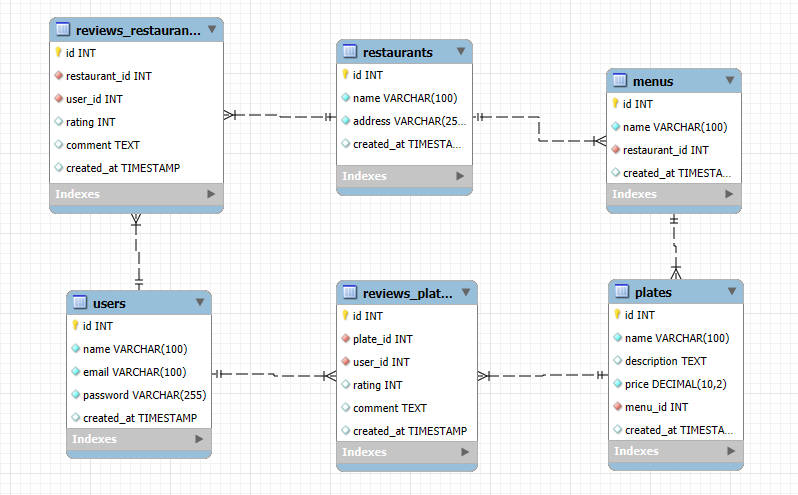 reviews_restauran...
id INT
restaurant_id INT
user_id INT
rating INT
comment TEXT
created_at TIMESTAMP
Indexes
restaurants
id INT
name VARCHAR(100)
address VARCHAR(25...
created_at TIMESTA...
Indexes
menus
id INT
name VARCHAR(100)
restaurant_id INT
created_at TIMESTA...
Indexes
users
id INT
name VARCHAR(100)
email VARCHAR(100)
password VARCHAR(255)
created_at TIMESTAMP
Indexes
reviews_plat...
id INT
plate_id INT
user_id INT
rating INT
comment TEXT
created_at TIMESTAMP
Indexes
plates
id INT
name VARCHAR(100)
description TEXT
price DECIMAL(10,2)
menu_id INT
created_at TIMESTA...
Indexes